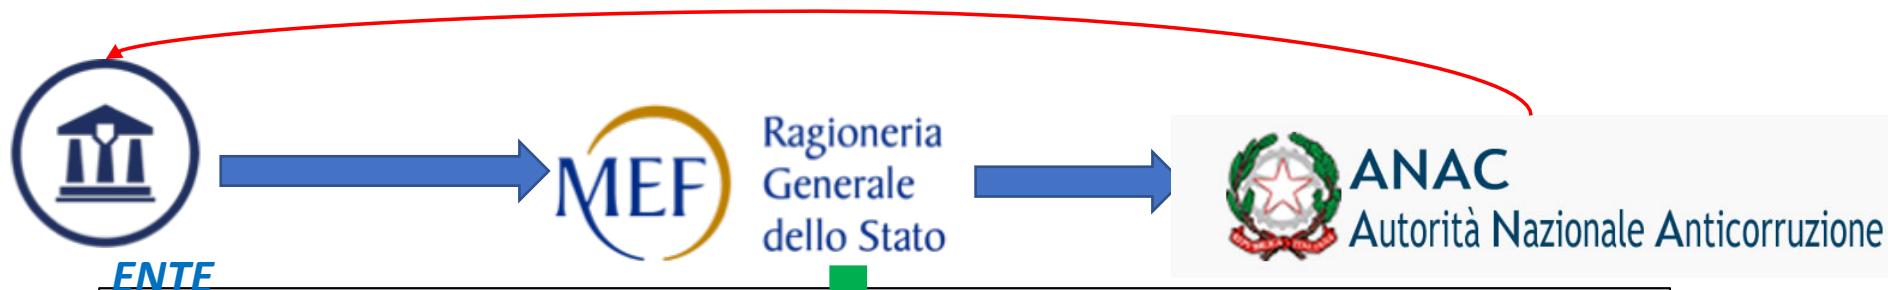 MEF
Ragioneria
Generale
dello Stato
ANAC
Autorità Nazionale Anticorruzione
ENTE